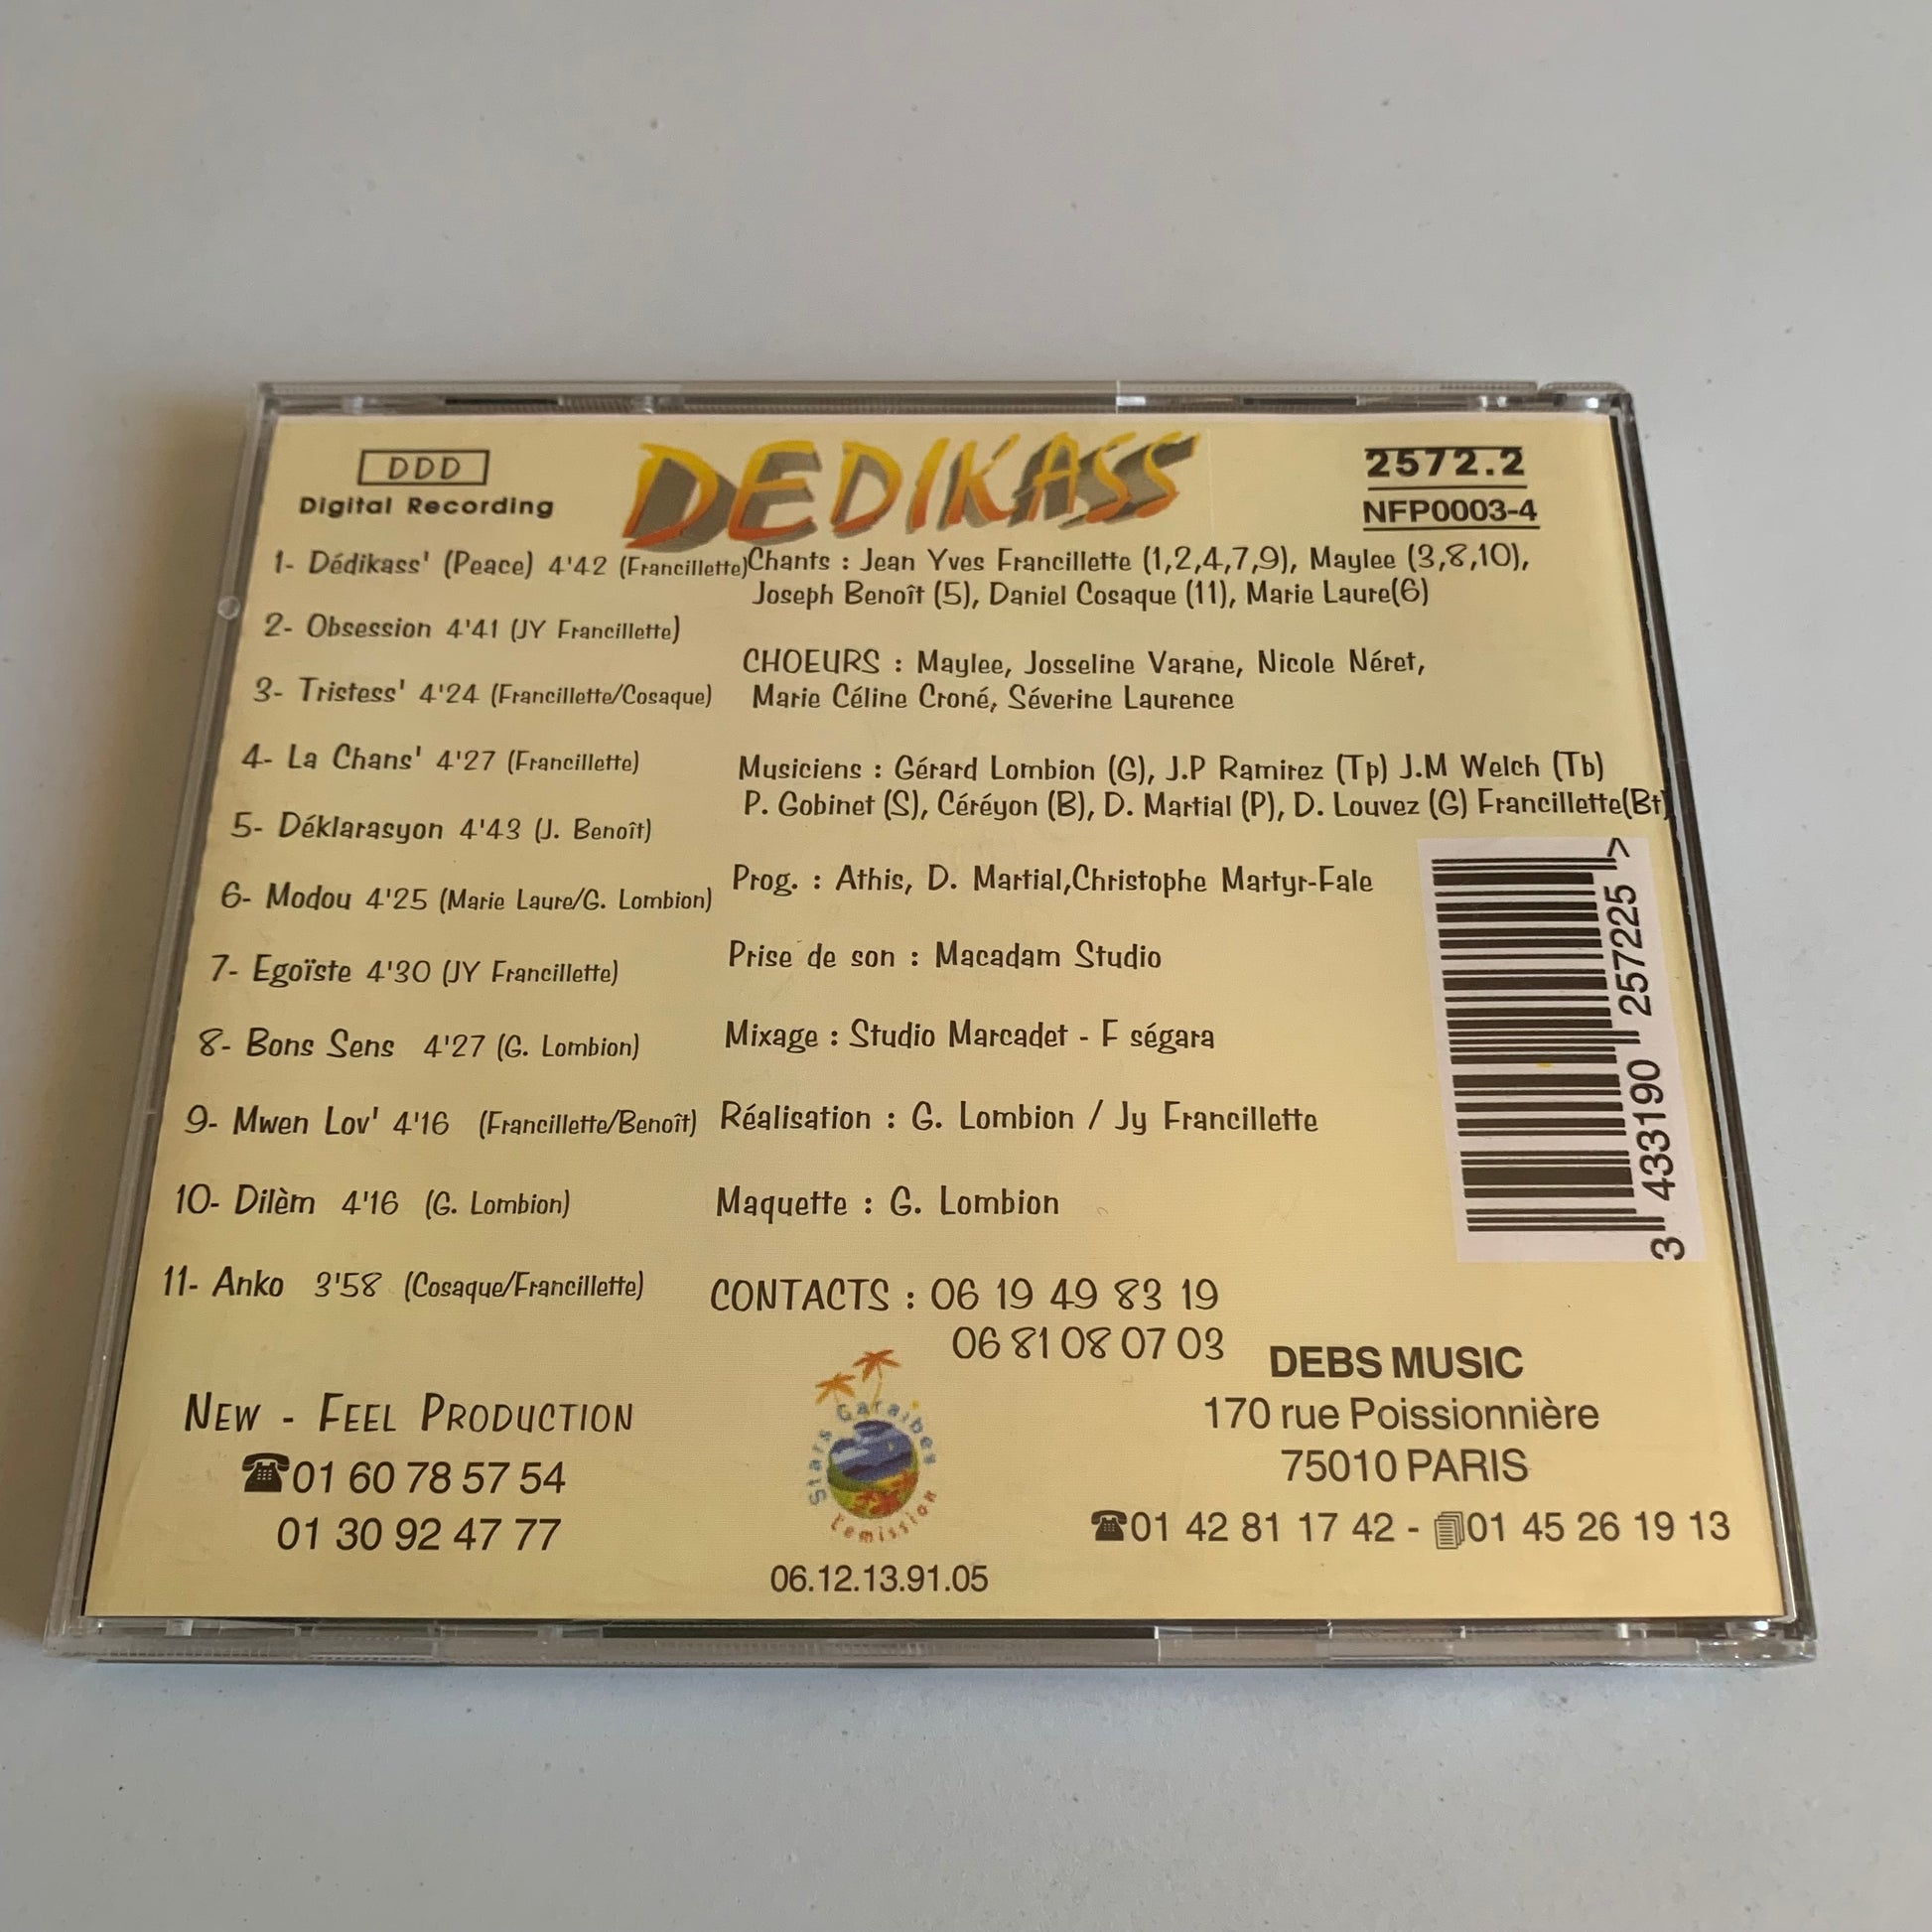 DDD
Digital Recording
DEDIKASS
2572.2
NFP0003-4
1- Dédikass' (Peace) 4'42 (Francillette)
2- Obsession 4'41 (JY Francillette)
3- Tristess' 4'24 (Francillette/Cosaque)
4- La Chans' 4'27 (Francillette)
5- Déklarasyon 4'43 (J. Benoît)
6- Modou 4'25 (Marie Laure/G. Lombion)
7- Egoïste 4'30 (JY Francillette)
8- Bons Sens 4'27 (G. Lombion)
9- Mwen Lov' 4'16 (Francillette/Benoît)
10- Dilèm 4'16 (G. Lombion)
11- Anko 3'58 (Cosaque/Francillette)
Chants : Jean Yves Francillette (1,2,4,7,9), Maylee (3,8,10),
Joseph Benoît (5), Daniel Cosaque (11), Marie Laure(6)
CHOEURS : Maylee, Josseline Varane, Nicole Néret,
Marie Céline Croné, Séverine Laurence
Musiciens : Gérard Lombion (G), J.P Ramirez (Tp) J.M Welch (Tb)
P. Gobinet (S), Céréyon (B), D. Martial (P), D. Louvez (G) Francillette(Bt)
Prog. : Athis, D. Martial,Christophe Martyr-Fale
Prise de son : Macadam Studio
Mixage : Studio Marcadet - F ségara
Réalisation : G. Lombion / Jy Francillette
Maquette : G. Lombion
CONTACTS : 06 19 49 83 19
06 81 08 07 03
3 433190 257225 >
NEW - FEEL PRODUCTION
☎01 60 78 57 54
01 30 92 47 77
Stars Caraibes
l'emission
06.12.13.91.05
DEBS MUSIC
170 rue Poissionnière
75010 PARIS
☎01 42 81 17 42 - 01 45 26 19 13